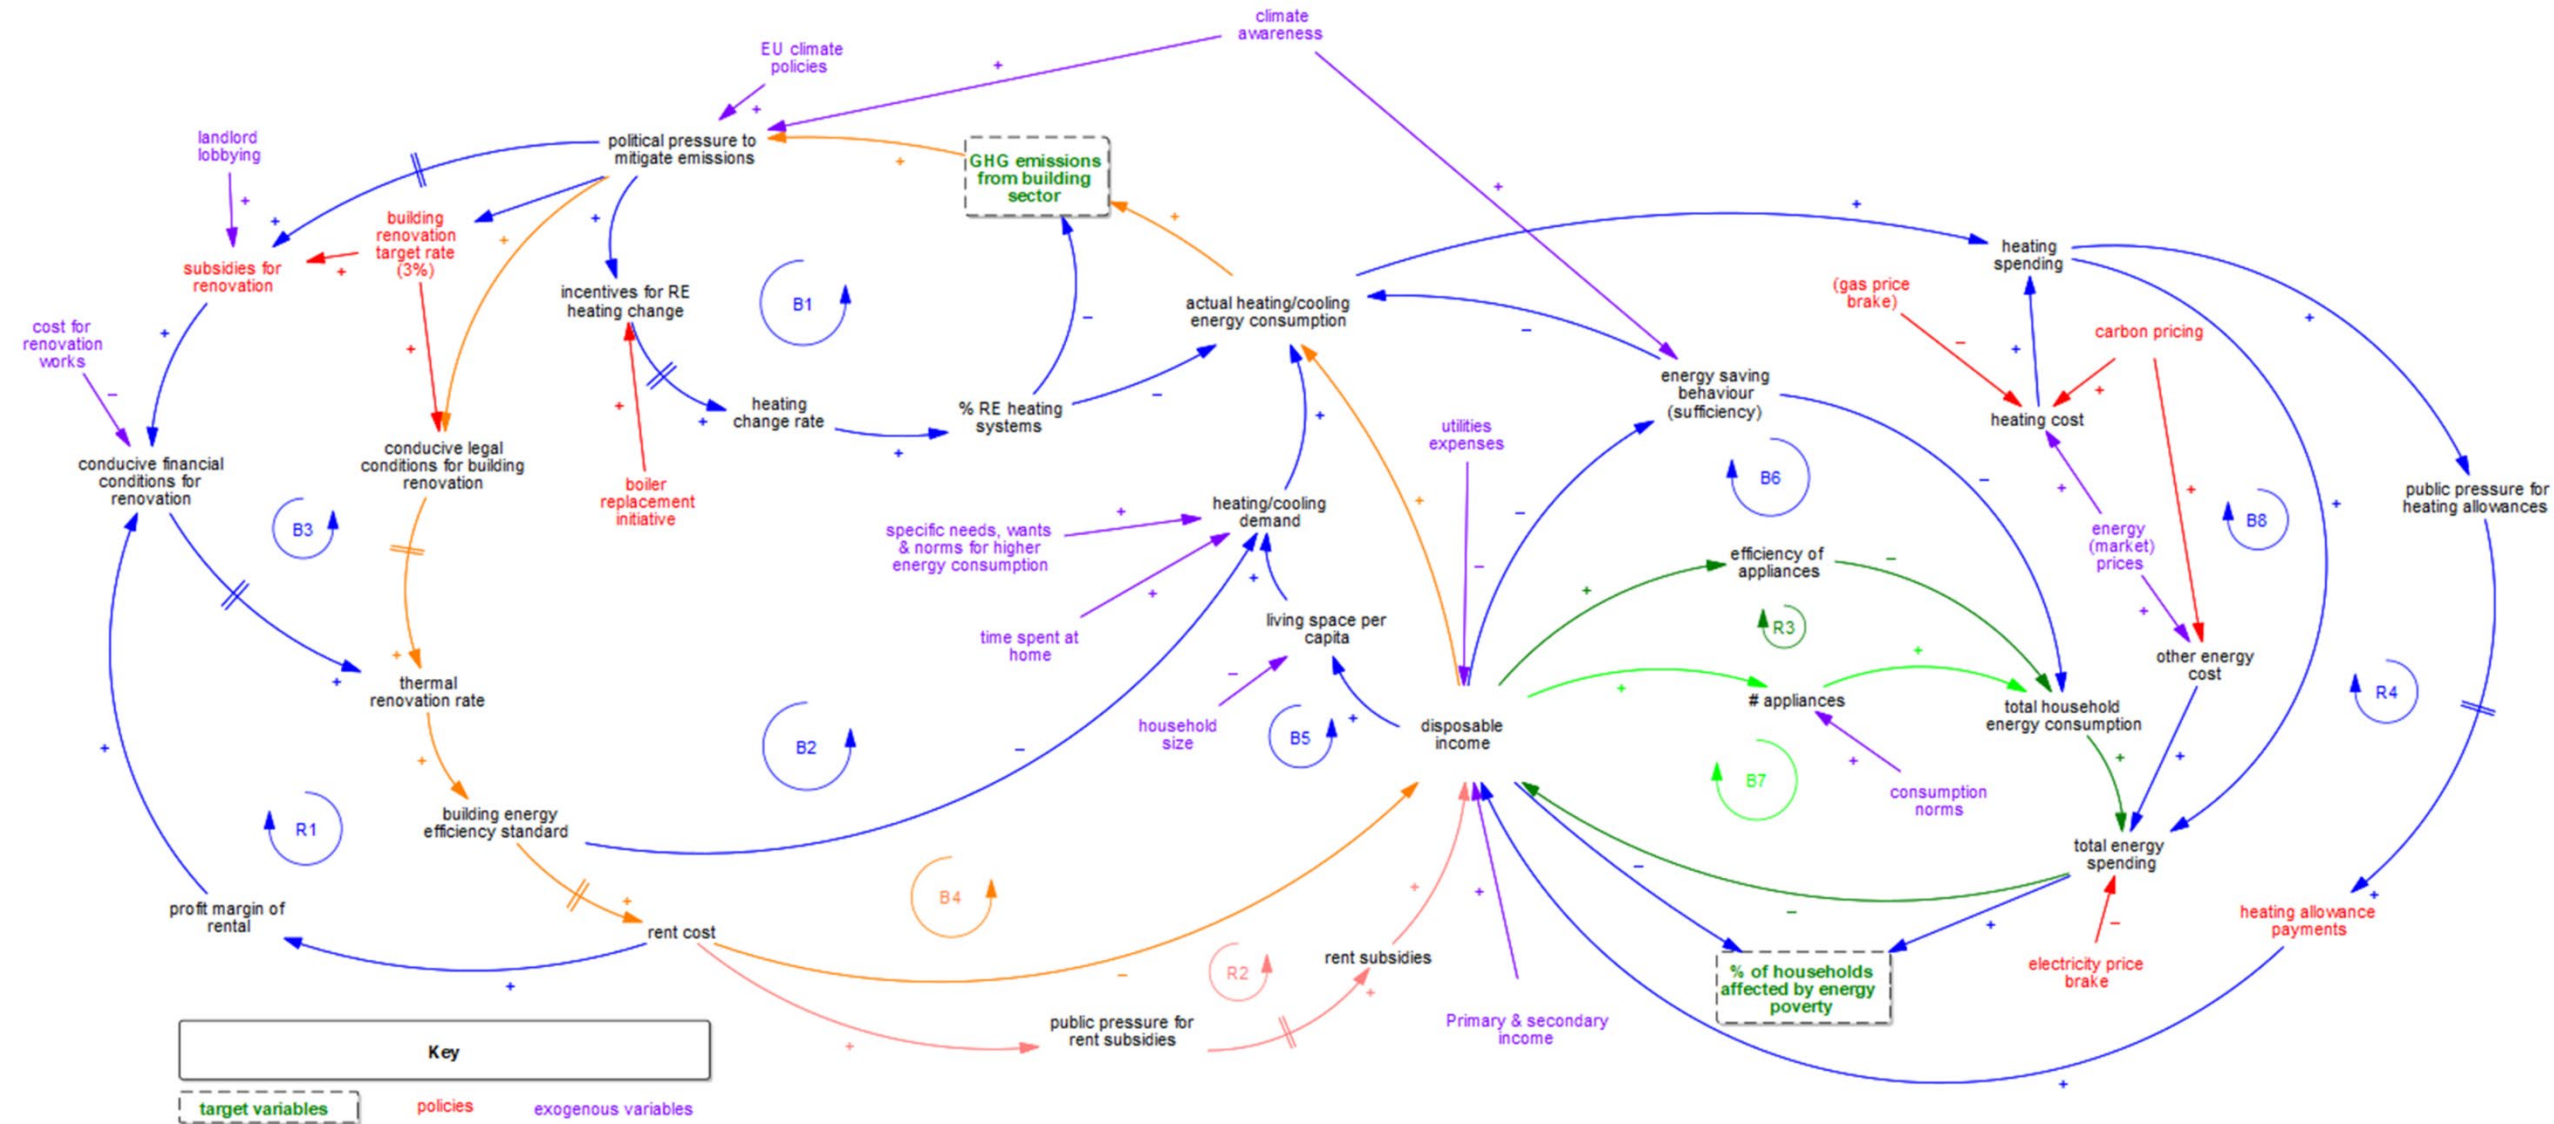 climate
awareness
EU climate
policies
+
+
landlord
lobbying
political pressure to
mitigate emissions
GHG emissions
from building
sector
+
+
+
building
renovation
target rate
(3%)
+
+
+
+
+
+
heating
spending
subsidies for
renovation
+
incentives for RE
heating change
B1
actual heating/cooling
energy consumption
(gas price
brake)
carbon pricing
cost for
renovation
works
+
+
–
–
–
+
+
–
–
+
+
heating
change rate
+
% RE heating
systems
–
+
energy saving
behaviour
(sufficiency)
heating cost
utilities
expenses
conducive financial
conditions for
renovation
conducive legal
conditions for building
renovation
boiler
replacement
initiative
+
B6
–
+
+
public pressure for
heating allowances
B3
specific needs, wants
& norms for higher
energy consumption
+
heating/cooling
demand
+
–
B8
+
energy
(market)
prices
efficiency of
appliances
–
–
+
+
+
+
living space per
capita
R3
time spent at
home
–
+
+
+
thermal
renovation rate
other energy
cost
R4
+
# appliances
total household
energy consumption
household
size
+
B5
disposable
income
B2
–
+
+
+
+
+
B7
consumption
norms
building energy
efficiency standard
R1
total energy
spending
–
+
+
B4
+
+
–
+
–
+
profit margin of
rental
rent cost
heating allowance
payments
rent subsidies
R2
+
–
+
electricity price
brake
% of households
affected by energy
poverty
public pressure for
rent subsidies
Primary & secondary
income
+
+
Key
target variables
policies
exogenous variables